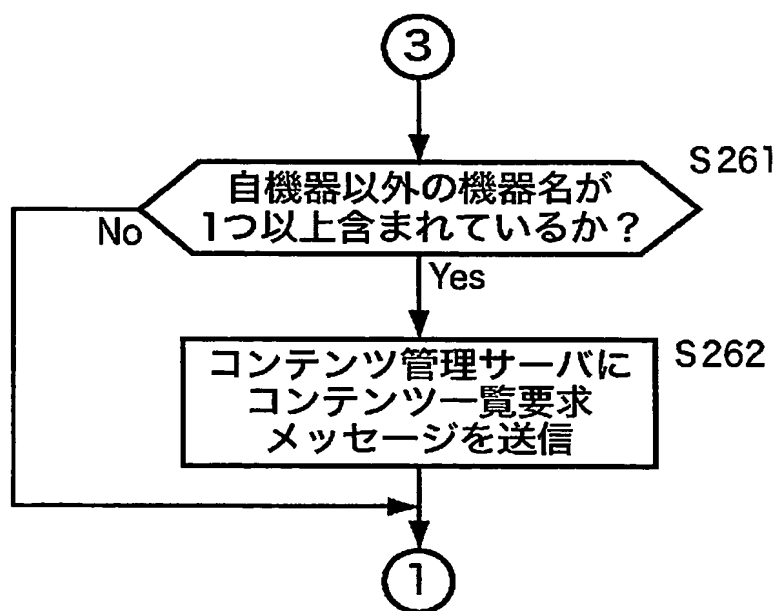 3
S261
自機器以外の機器名が
1つ以上含まれているか？
No
Yes
S262
コンテンツ管理サーバに
コンテンツ一覧要求
メッセージを送信
1